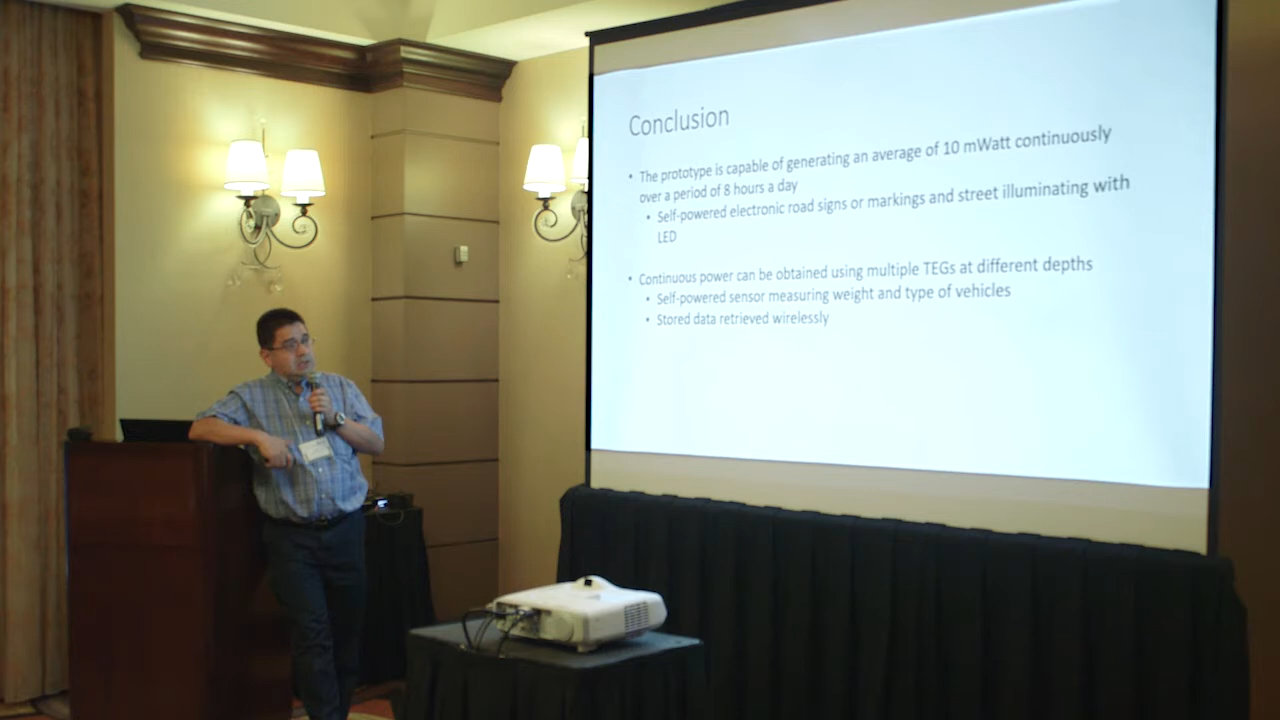 Conclusion
• The prototype is capable of generating an average of 10 mWatt continuously
over a period of 8 hours a day
• Self-powered electronic road signs or markings and street illuminating with
LED
• Continuous power can be obtained using multiple TEGs at different depths
• Self-powered sensor measuring weight and type of vehicles
• Stored data retrieved wirelessly